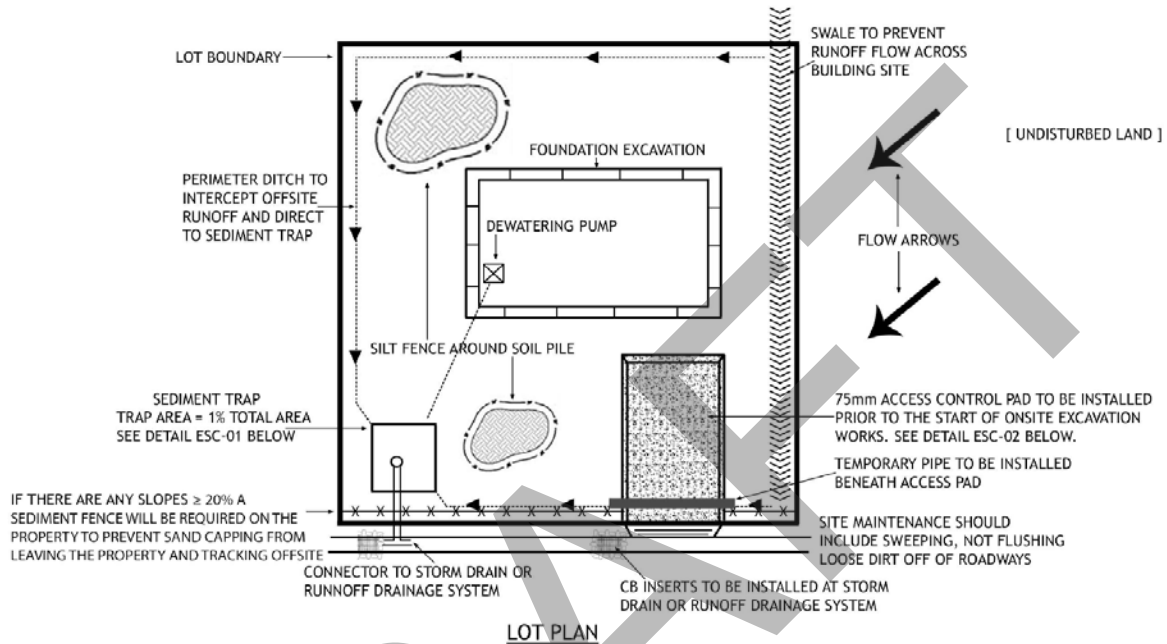 LOT BOUNDARY
SWALE TO PREVENT
RUNOFF FLOW ACROSS
BUILDING SITE
[ UNDISTURBED LAND ]
FOUNDATION EXCAVATION
PERIMETER DITCH TO
INTERCEPT OFFSITE
RUNOFF AND DIRECT
TO SEDIMENT TRAP
DEWATERING PUMP
FLOW ARROWS
SILT FENCE AROUND SOIL PILE
SEDIMENT TRAP
TRAP AREA = 1% TOTAL AREA
SEE DETAIL ESC-01 BELOW
75mm ACCESS CONTROL PAD TO BE INSTALLED
PRIOR TO THE START OF ONSITE EXCAVATION
WORKS. SEE DETAIL ESC-02 BELOW.
TEMPORARY PIPE TO BE INSTALLED
BENEATH ACCESS PAD
IF THERE ARE ANY SLOPES ≥ 20% A
SEDIMENT FENCE WILL BE REQUIRED ON THE
PROPERTY TO PREVENT SAND CAPPING FROM
LEAVING THE PROPERTY AND TRACKING OFFSITE
X X X X X X X X X X X X X X X
SITE MAINTENANCE SHOULD
INCLUDE SWEEPING, NOT FLUSHING
LOOSE DIRT OFF OF ROADWAYS
CONNECTOR TO STORM DRAIN OR
RUNNOFF DRAINAGE SYSTEM
CB INSERTS TO BE INSTALLED AT STORM
DRAIN OR RUNOFF DRAINAGE SYSTEM
LOT PLAN